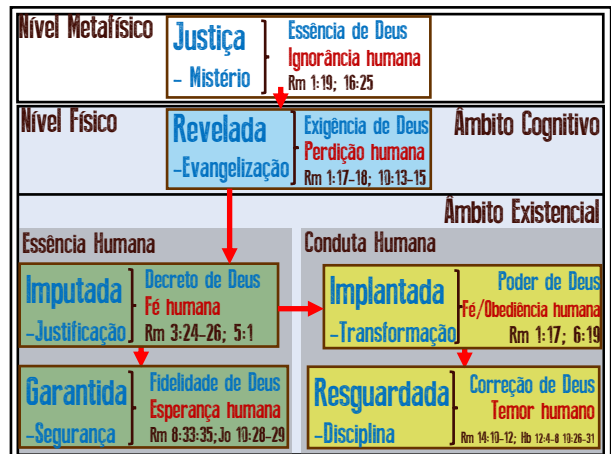 Nível Metafísico
Justiça
- Mistério
Essência de Deus
Ignorância humana
Rm 1:19; 16:25
Nível Físico
Âmbito Cognitivo
Revelada
-Evangelização
Exigência de Deus
Perdição humana
Rm 1:17-18; 10:13-15
Âmbito Existencial
Essência Humana
Imputada
-Justificação
Decreto de Deus
Fé humana
Rm 3:24-26; 5:1
Garantida
-Segurança
Fidelidade de Deus
Esperança humana
Rm 8:33:35;Jo 10:28-29
Conduta Humana
Implantada
-Transformação
Poder de Deus
Fé/Obediência humana
Rm 1:17; 6:19
Resguardada
-Disciplina
Correção de Deus
Temor humano
Rm 14:10-12; Hb 12:4-8 10:26-31